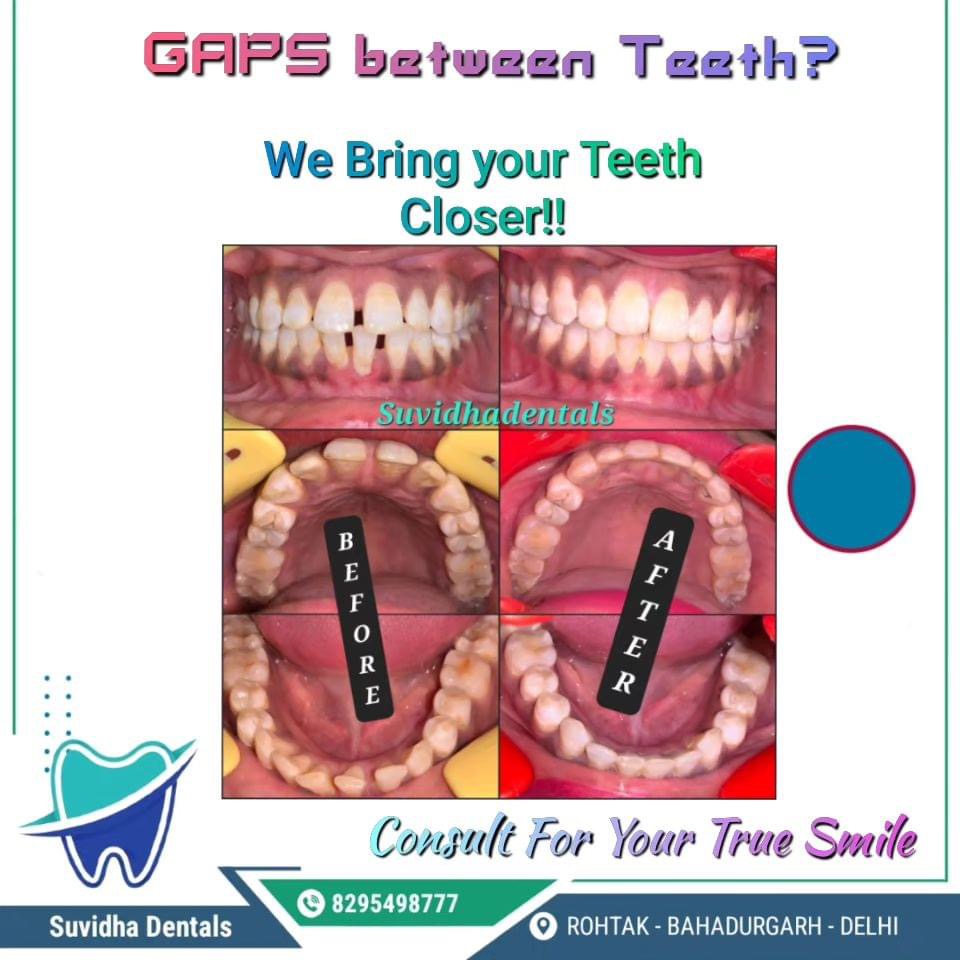 GAPS between Teeth?
We Bring your Teeth
Closer!!
Suvidhadentals
BEFORE
AFTER
Consult For Your True Smile
Suvidha Dentals
8295498777
ROHTAK - BAHADURGARH - DELHI